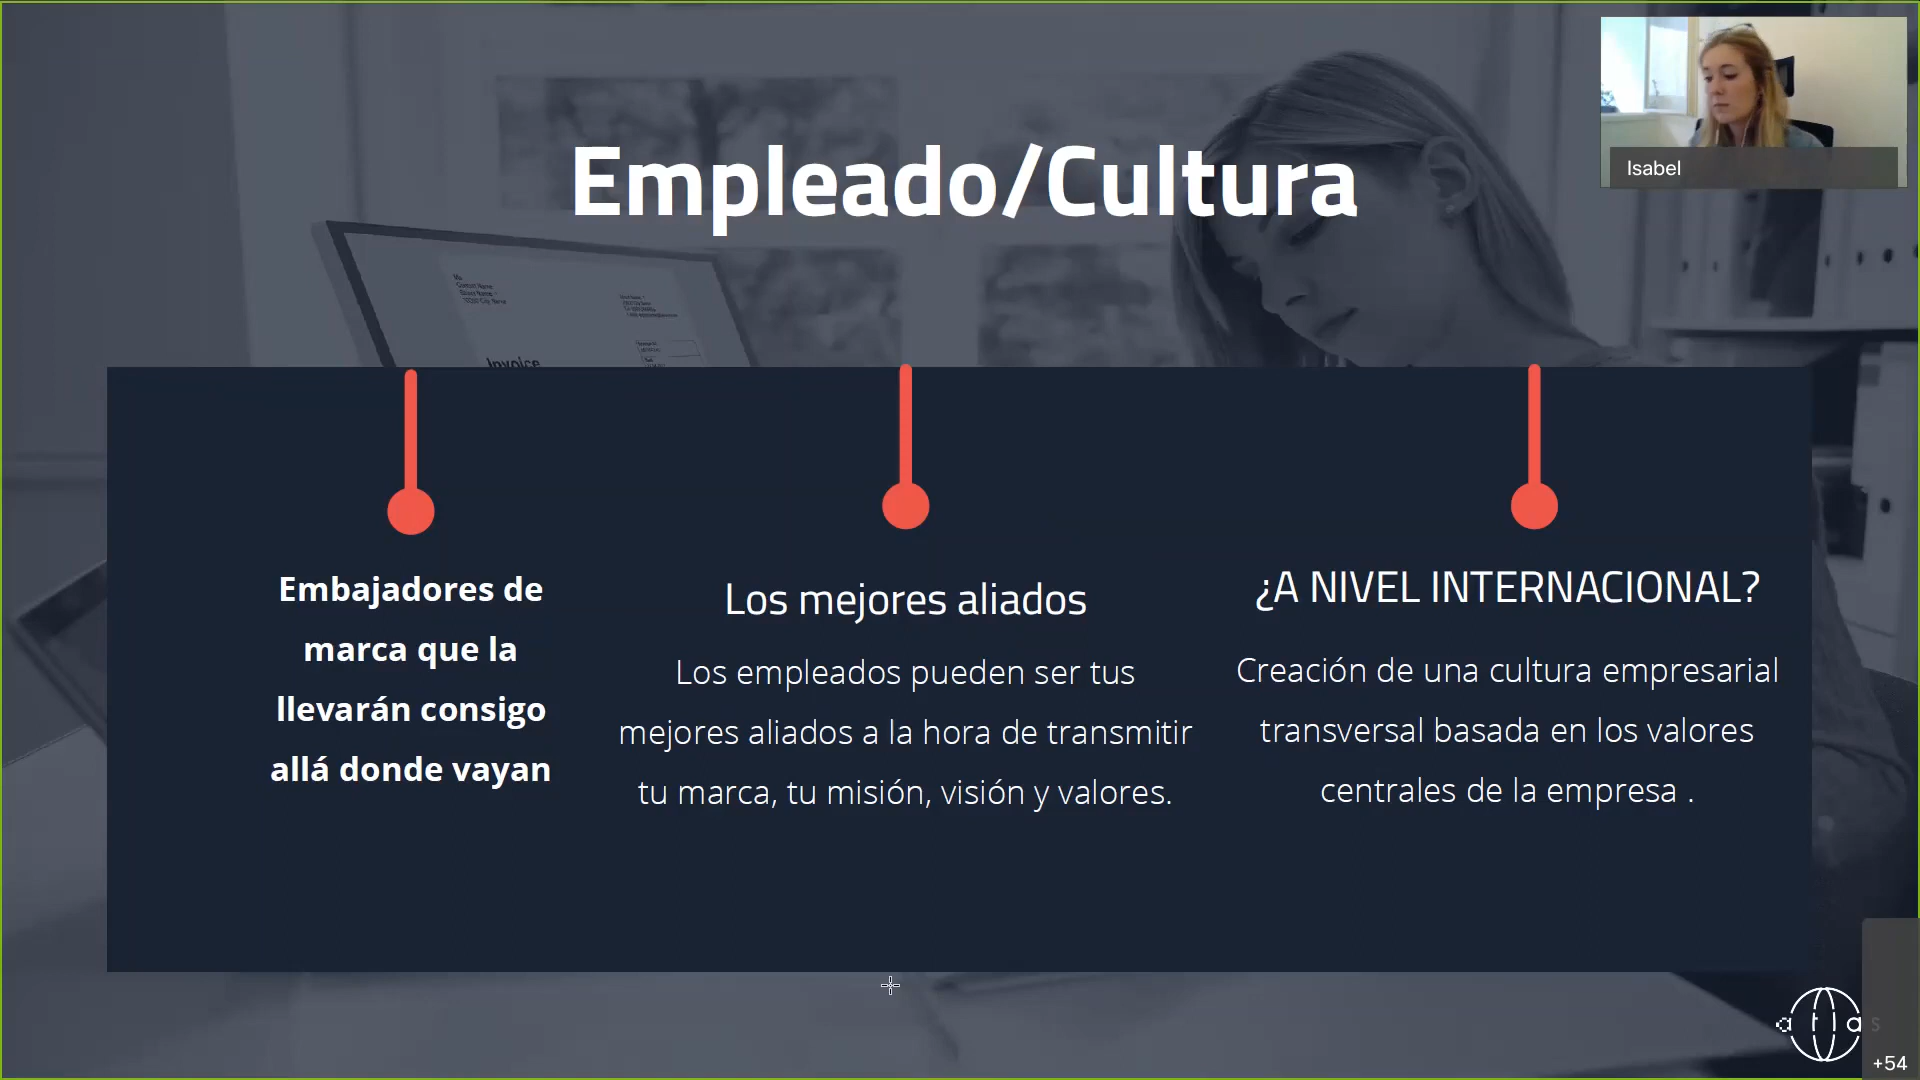 Isabel
Empleado/Cultura
Invoice
Embajadores de
marca que la
llevarán consigo
allá donde vayan
Los mejores aliados
Los empleados pueden ser tus
mejores aliados a la hora de transmitir
tu marca, tu misión, visión y valores.
¿A NIVEL INTERNACIONAL?
Creación de una cultura empresarial
transversal basada en los valores
centrales de la empresa .
atlas
+54